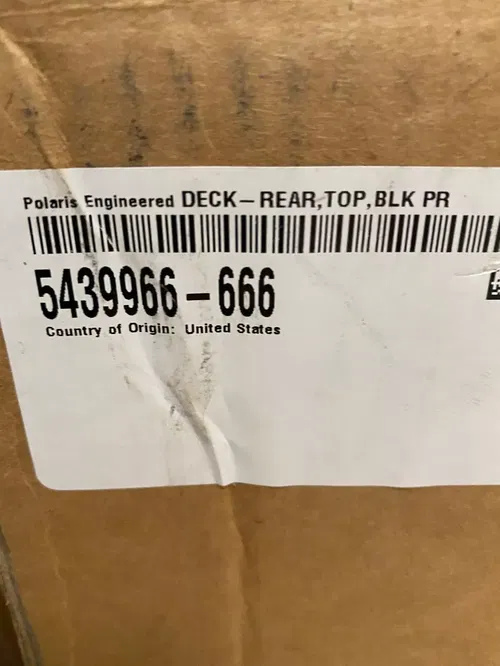 Polaris Engineered DECK-REAR,TOP,BLK PR
5439966-666
Country of Origin: United States